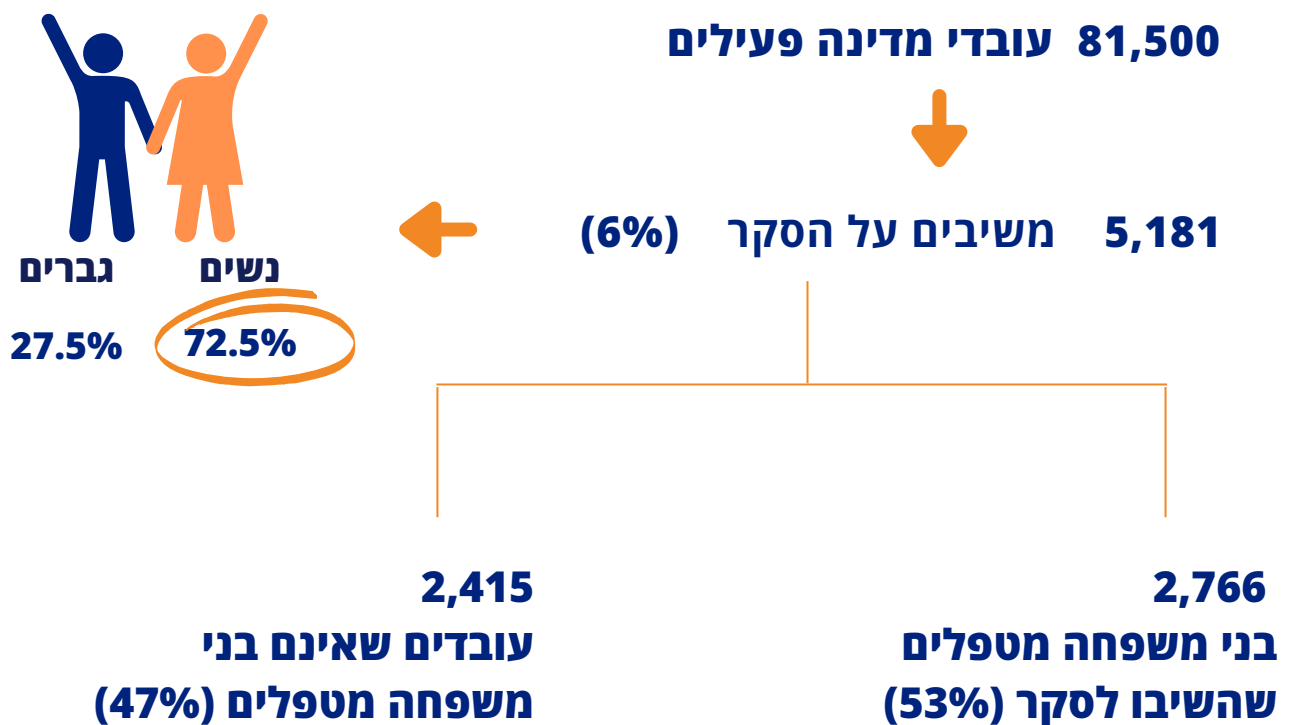 81,500 עובדי מדינה פעילים
5,181 משיבים על הסקר (6%)
נשים גברים
72.5% 27.5%
2,766
בני משפחה מטפלים
שהשיבו לסקר (53%)
2,415
עובדים שאינם בני
משפחה מטפלים (47%)